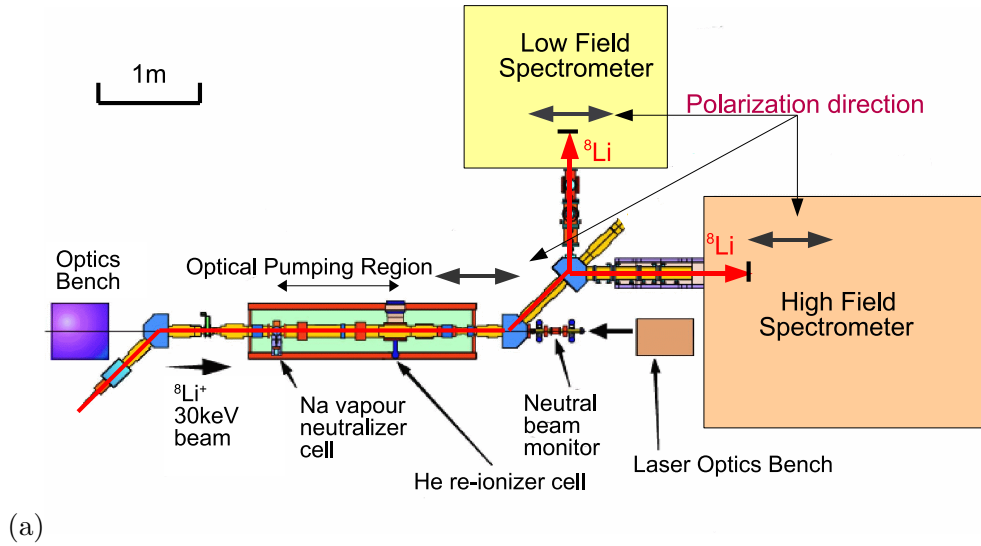 1m
Low Field
Spectrometer
Polarization direction
⁸Li
Optics
Bench
Optical Pumping Region
⁸Li
High Field
Spectrometer
⁸Li⁺
30keV
beam
Na vapour
neutralizer
cell
Neutral
beam
monitor
Laser Optics Bench
He re-ionizer cell
(a)